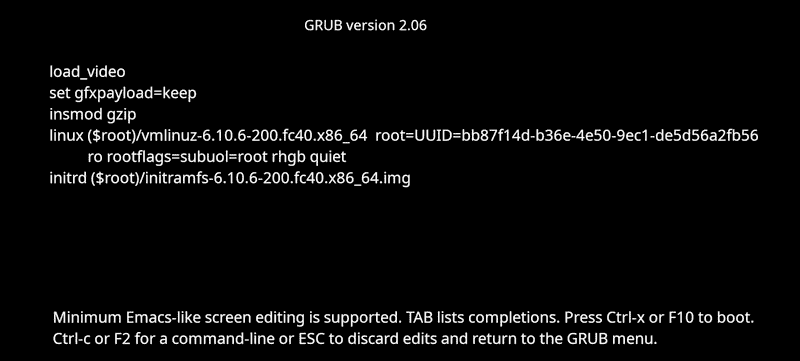 GRUB version 2.06
load_video
set gfxpayload=keep
insmod gzip
linux ($root)/vmlinuz-6.10.6-200.fc40.x86_64 root=UUID=bb87f14d-b36e-4e50-9ec1-de5d56a2fb56
ro rootflags=subuol=root rhgb quiet
initrd ($root)/initramfs-6.10.6-200.fc40.x86_64.img
Minimum Emacs-like screen editing is supported. TAB lists completions. Press Ctrl-x or F10 to boot.
Ctrl-c or F2 for a command-line or ESC to discard edits and return to the GRUB menu.